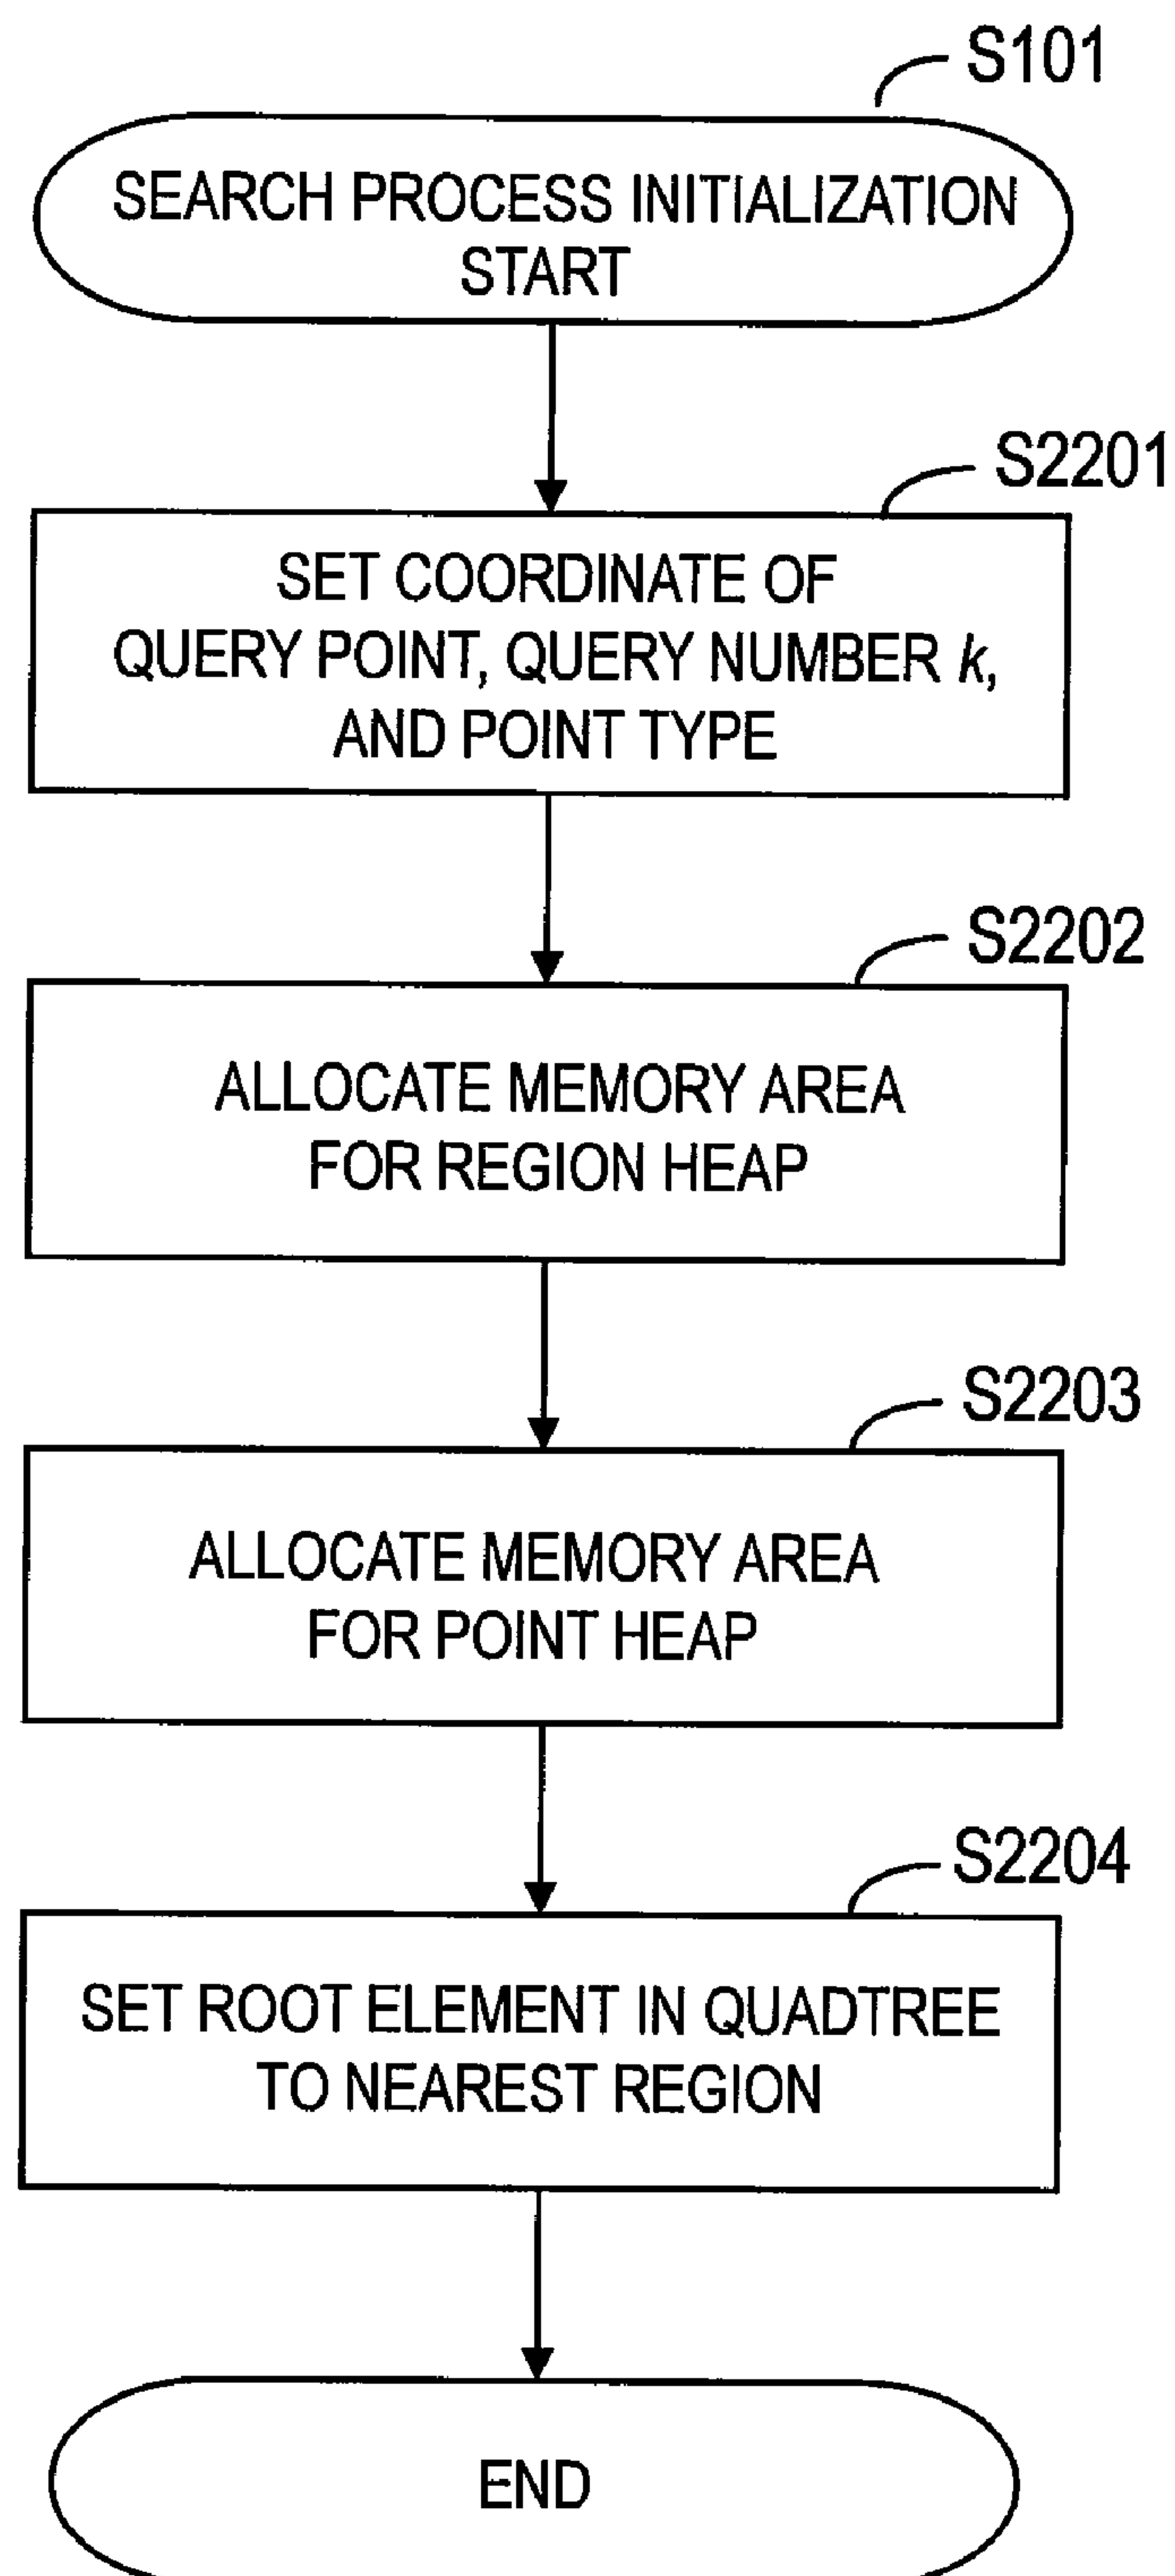 S101
SEARCH PROCESS INITIALIZATION
START
S2201
SET COORDINATE OF
QUERY POINT, QUERY NUMBER k,
AND POINT TYPE
S2202
ALLOCATE MEMORY AREA
FOR REGION HEAP
S2203
ALLOCATE MEMORY AREA
FOR POINT HEAP
S2204
SET ROOT ELEMENT IN QUADTREE
TO NEAREST REGION
END